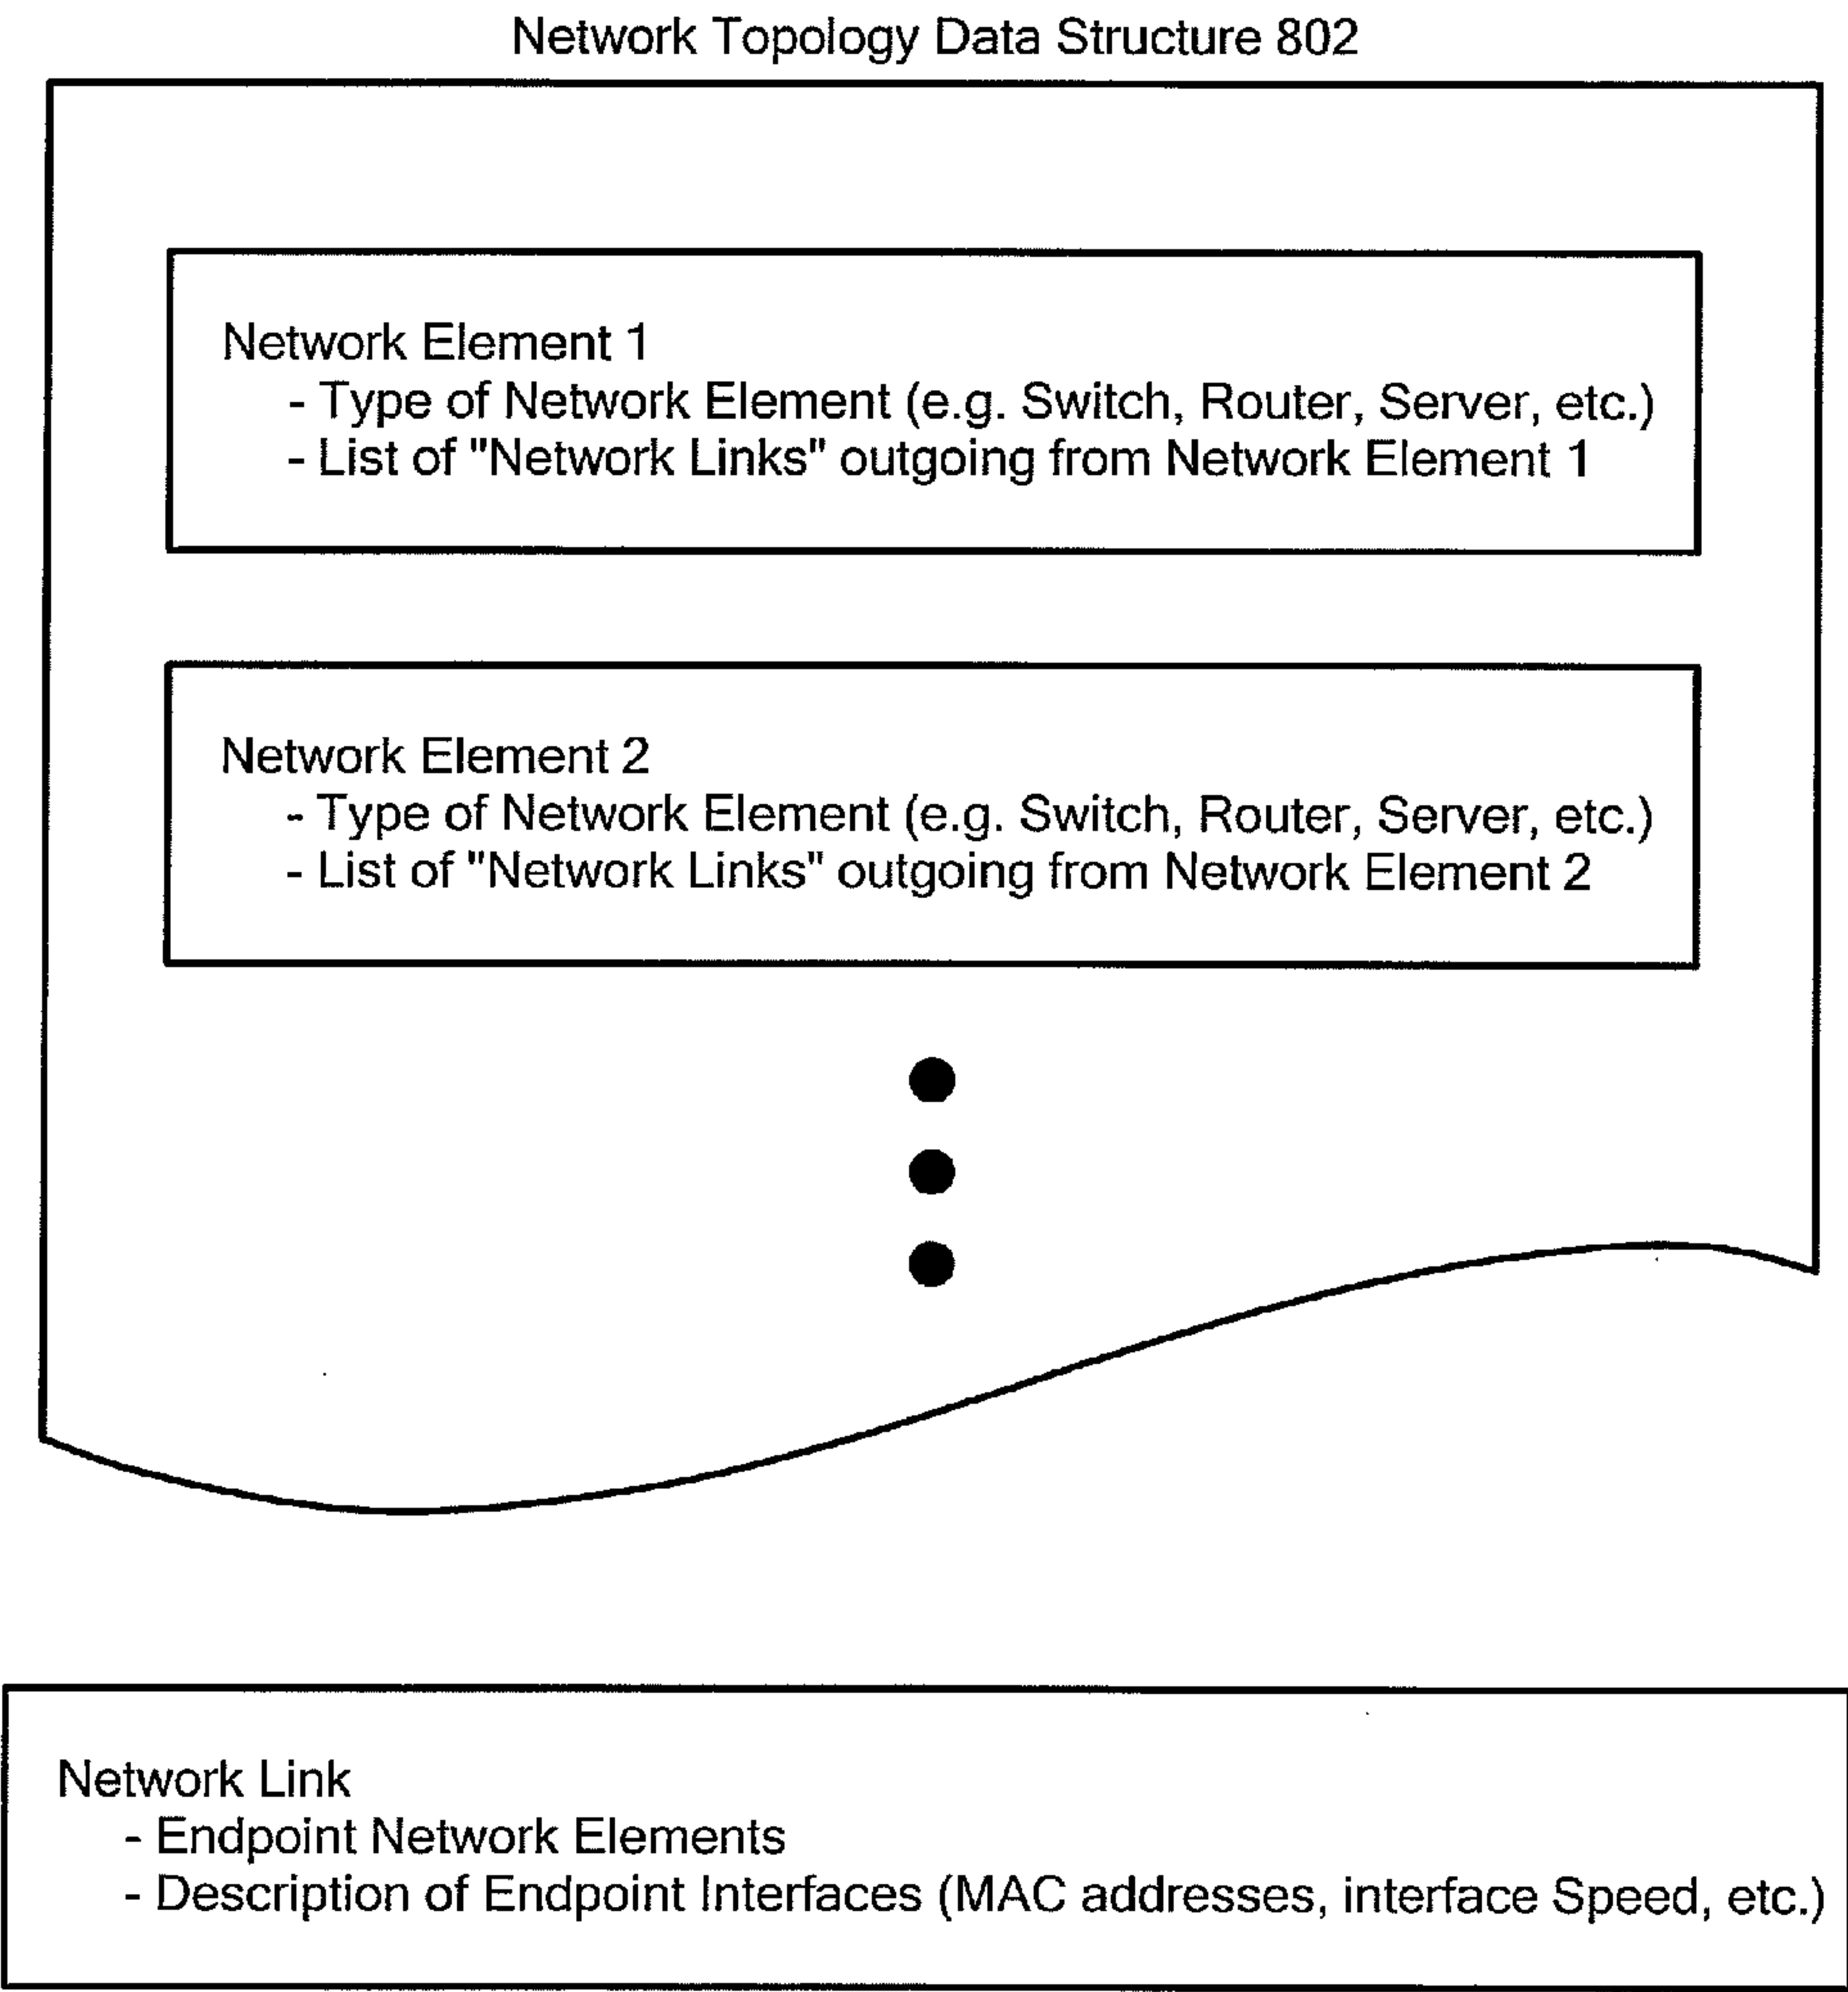 Network Topology Data Structure 802
Network Element 1
- Type of Network Element (e.g. Switch, Router, Server, etc.)
- List of "Network Links" outgoing from Network Element 1
Network Element 2
- Type of Network Element (e.g. Switch, Router, Server, etc.)
- List of "Network Links" outgoing from Network Element 2
Network Link
- Endpoint Network Elements
- Description of Endpoint Interfaces (MAC addresses, interface Speed, etc.)